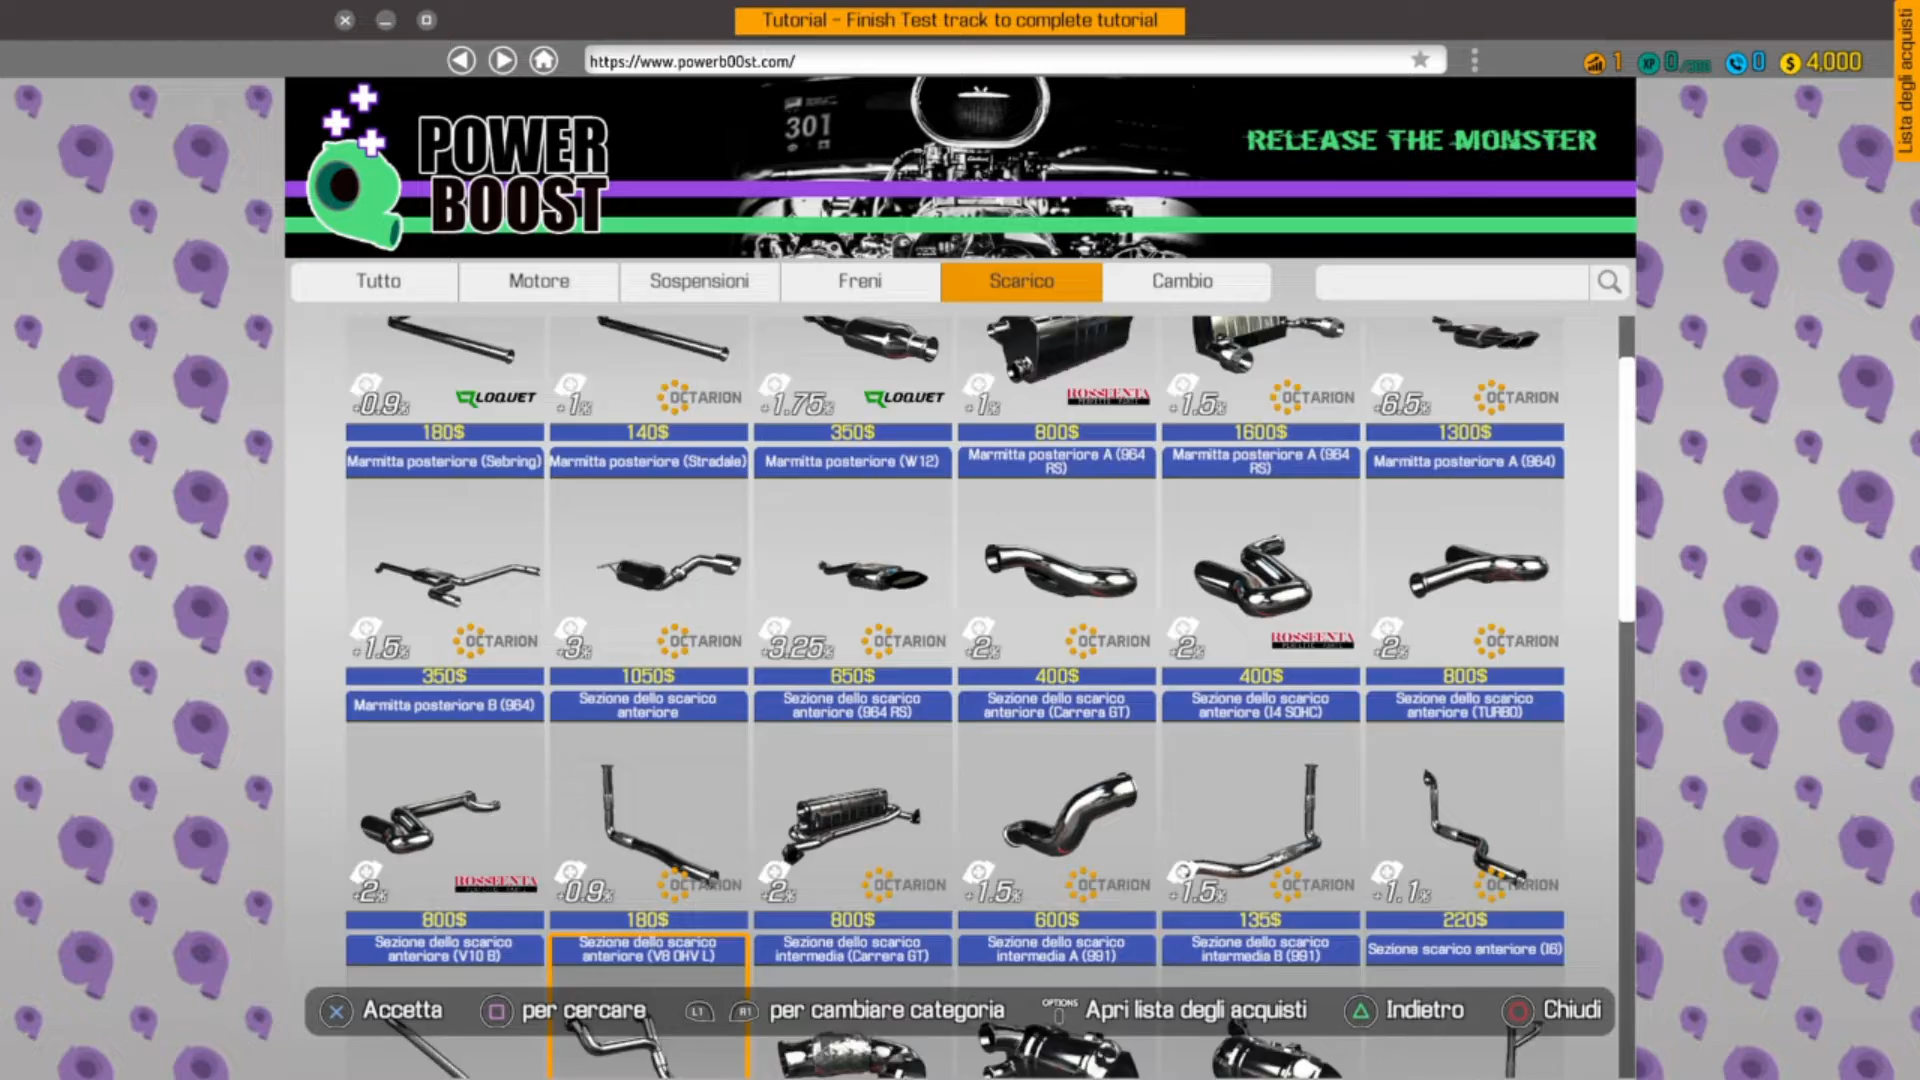 Tutorial - Finish Test track to complete tutorial
Lista degli acquisti
https://www.powerb00st.com/
1
0
0
4,000
301
POWER
BOOST
RELEASE THE MONSTER
Tutto
Motore
Sospensioni
Freni
Scarico
Cambio
+0.9%
LOQUET
+1%
OCTARION
+1.75%
LOQUET
+1%
ROSSFENTA
+1.5%
OCTARION
+6.5%
OCTARION
180$
140$
350$
800$
1600$
1300$
Marmitta posteriore (Sebring)
Marmitta posteriore (Stradale)
Marmitta posteriore (W12)
Marmitta posteriore A (964
RS)
Marmitta posteriore A (964
RS)
Marmitta posteriore A (964)
+1.5%
OCTARION
+3%
OCTARION
+3.25%
OCTARION
+2%
OCTARION
+2%
ROSSFENTA
+2%
OCTARION
350$
1050$
650$
400$
400$
800$
Marmitta posteriore B (964)
Sezione dello scarico
anteriore
Sezione dello scarico
anteriore (964 RS)
Sezione dello scarico
anteriore (Carrera GT)
Sezione dello scarico
anteriore (I4 SOHC)
Sezione dello scarico
anteriore (TURBO)
+2%
ROSSFENTA
+0.9%
OCTARION
+2%
OCTARION
+1.5%
OCTARION
+1.5%
OCTARION
+1.1%
OCTARION
800$
180$
800$
600$
135$
220$
Sezione dello scarico
anteriore (V10 B)
Sezione dello scarico
anteriore (V8 OHV L)
Sezione dello scarico
intermedia (Carrera GT)
Sezione dello scarico
intermedia A (991)
Sezione dello scarico
intermedia B (991)
Sezione scarico anteriore (I6)
Accetta
per cercare
L1
R1
per cambiare categoria
OPTIONS
Apri lista degli acquisti
Indietro
Chiudi